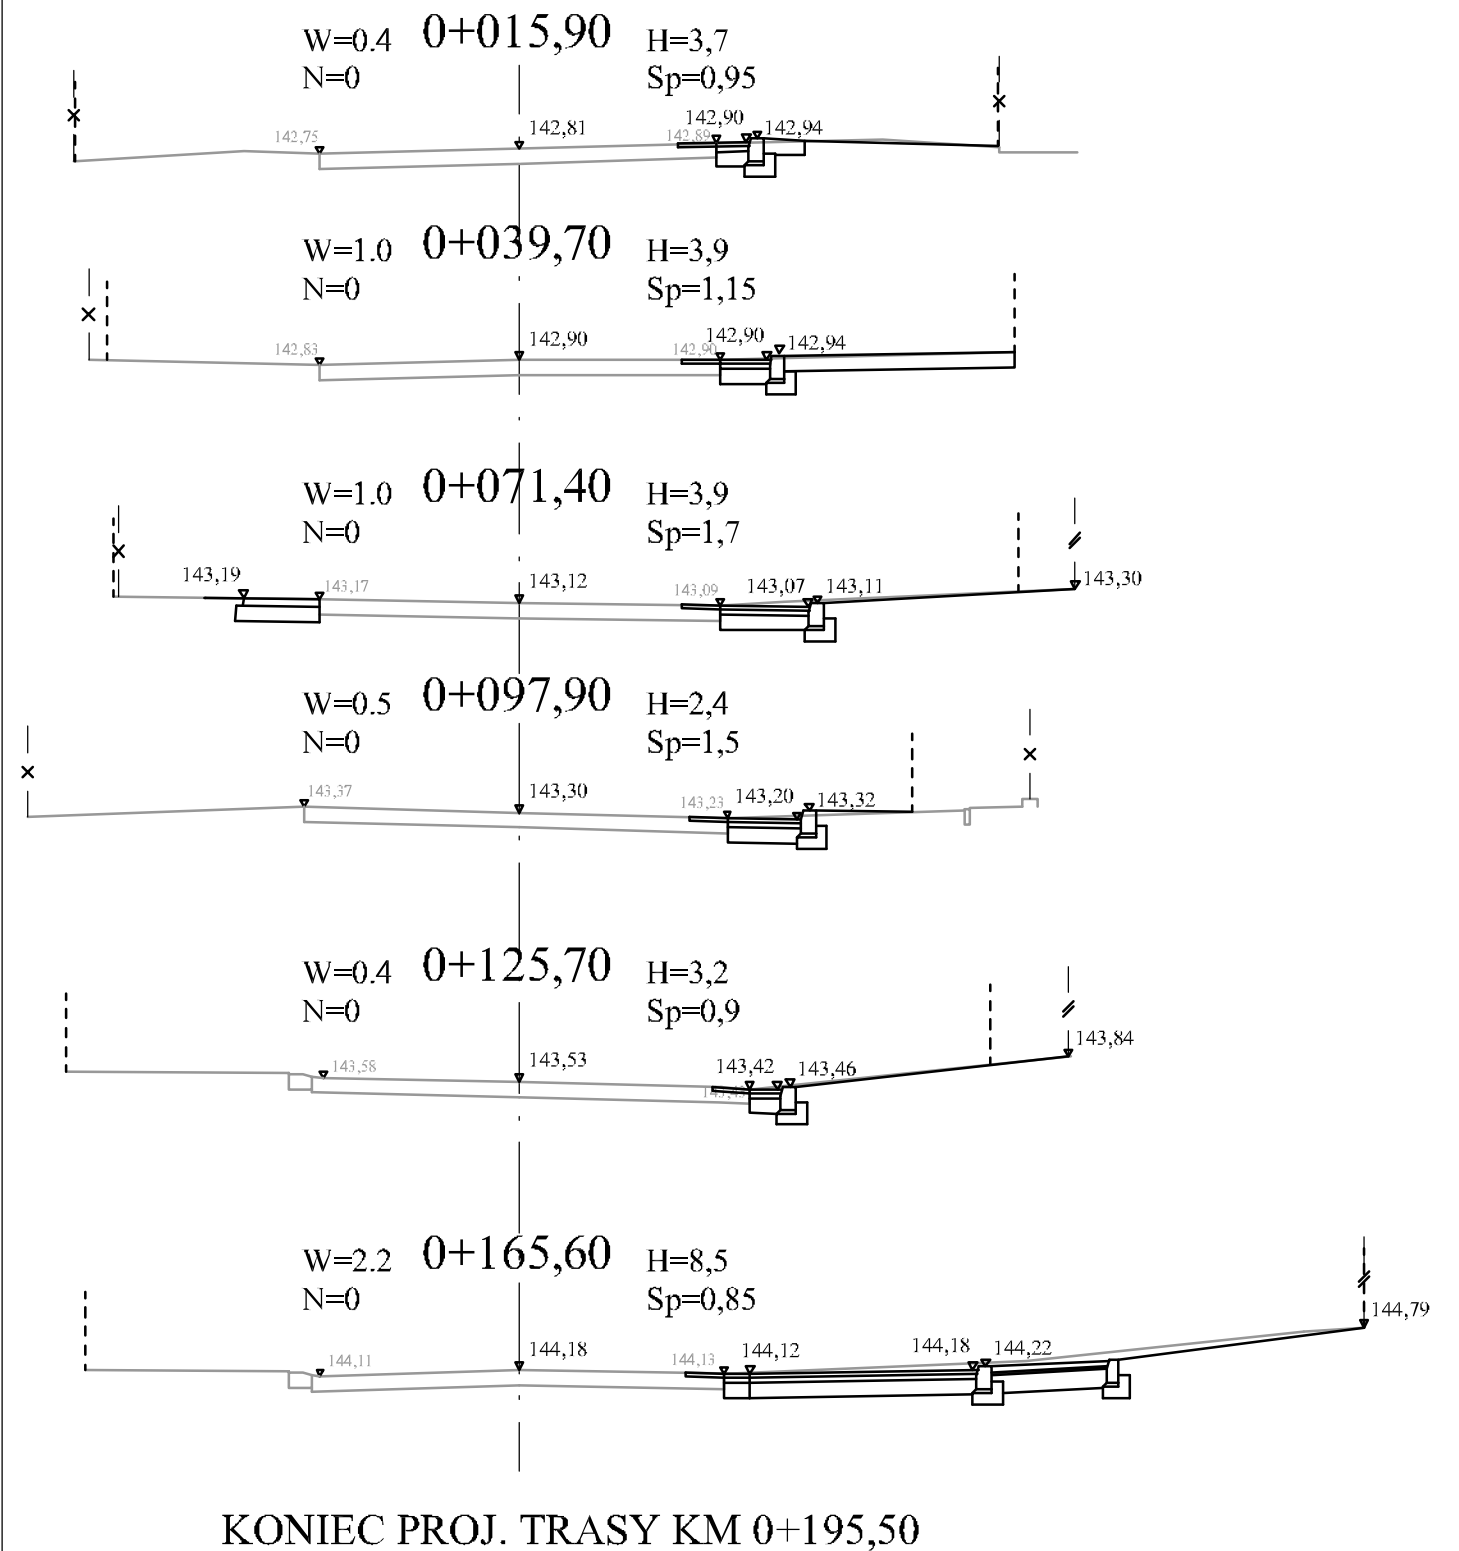 W=0.4 0+015,90 H=3,7
N=0 Sp=0,95
142,75 142,81 142,89 142,90 142,94
W=1.0 0+039,70 H=3,9
N=0 Sp=1,15
142,83 142,90 142,90 142,90 142,94
W=1.0 0+071,40 H=3,9
N=0 Sp=1,7
143,19 143,17 143,12 143,09 143,07 143,11 143,30
W=0.5 0+097,90 H=2,4
N=0 Sp=1,5
143,37 143,30 143,23 143,20 143,32
W=0.4 0+125,70 H=3,2
N=0 Sp=0,9
143,58 143,53 143,42 143,46 143,84
W=2.2 0+165,60 H=8,5
N=0 Sp=0,85
144,11 144,18 144,13 144,12 144,18 144,22 144,79
KONIEC PROJ. TRASY KM 0+195,50